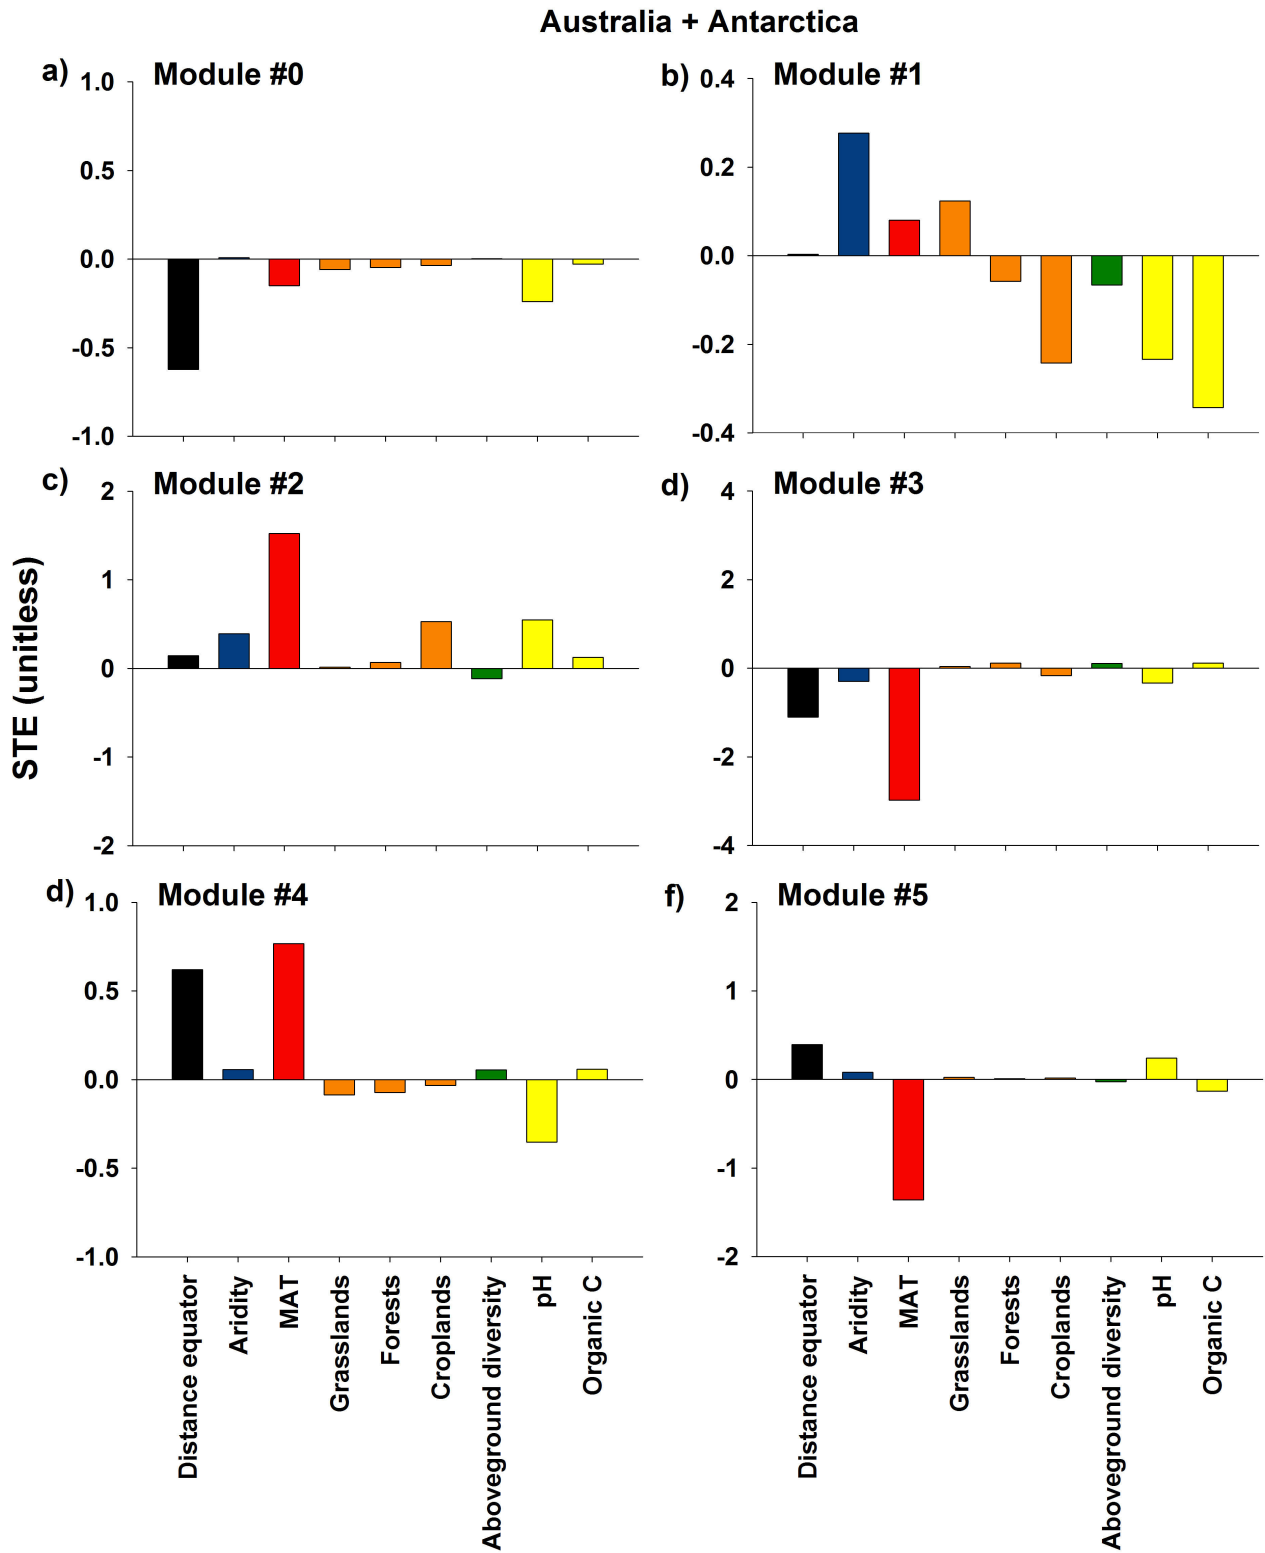 Australia + Antarctica
a) Module #0
1.0
0.5
0.0
-0.5
-1.0
b) Module #1
0.4
0.2
0.0
-0.2
-0.4
STE (unitless)
c) Module #2
2
1
0
-1
-2
d) Module #3
4
2
0
-2
-4
d) Module #4
1.0
0.5
0.0
-0.5
-1.0
Distance equator
Aridity
MAT
Grasslands
Forests
Croplands
Aboveground diversity
pH
Organic C
f) Module #5
2
1
0
-1
-2
Distance equator
Aridity
MAT
Grasslands
Forests
Croplands
Aboveground diversity
pH
Organic C